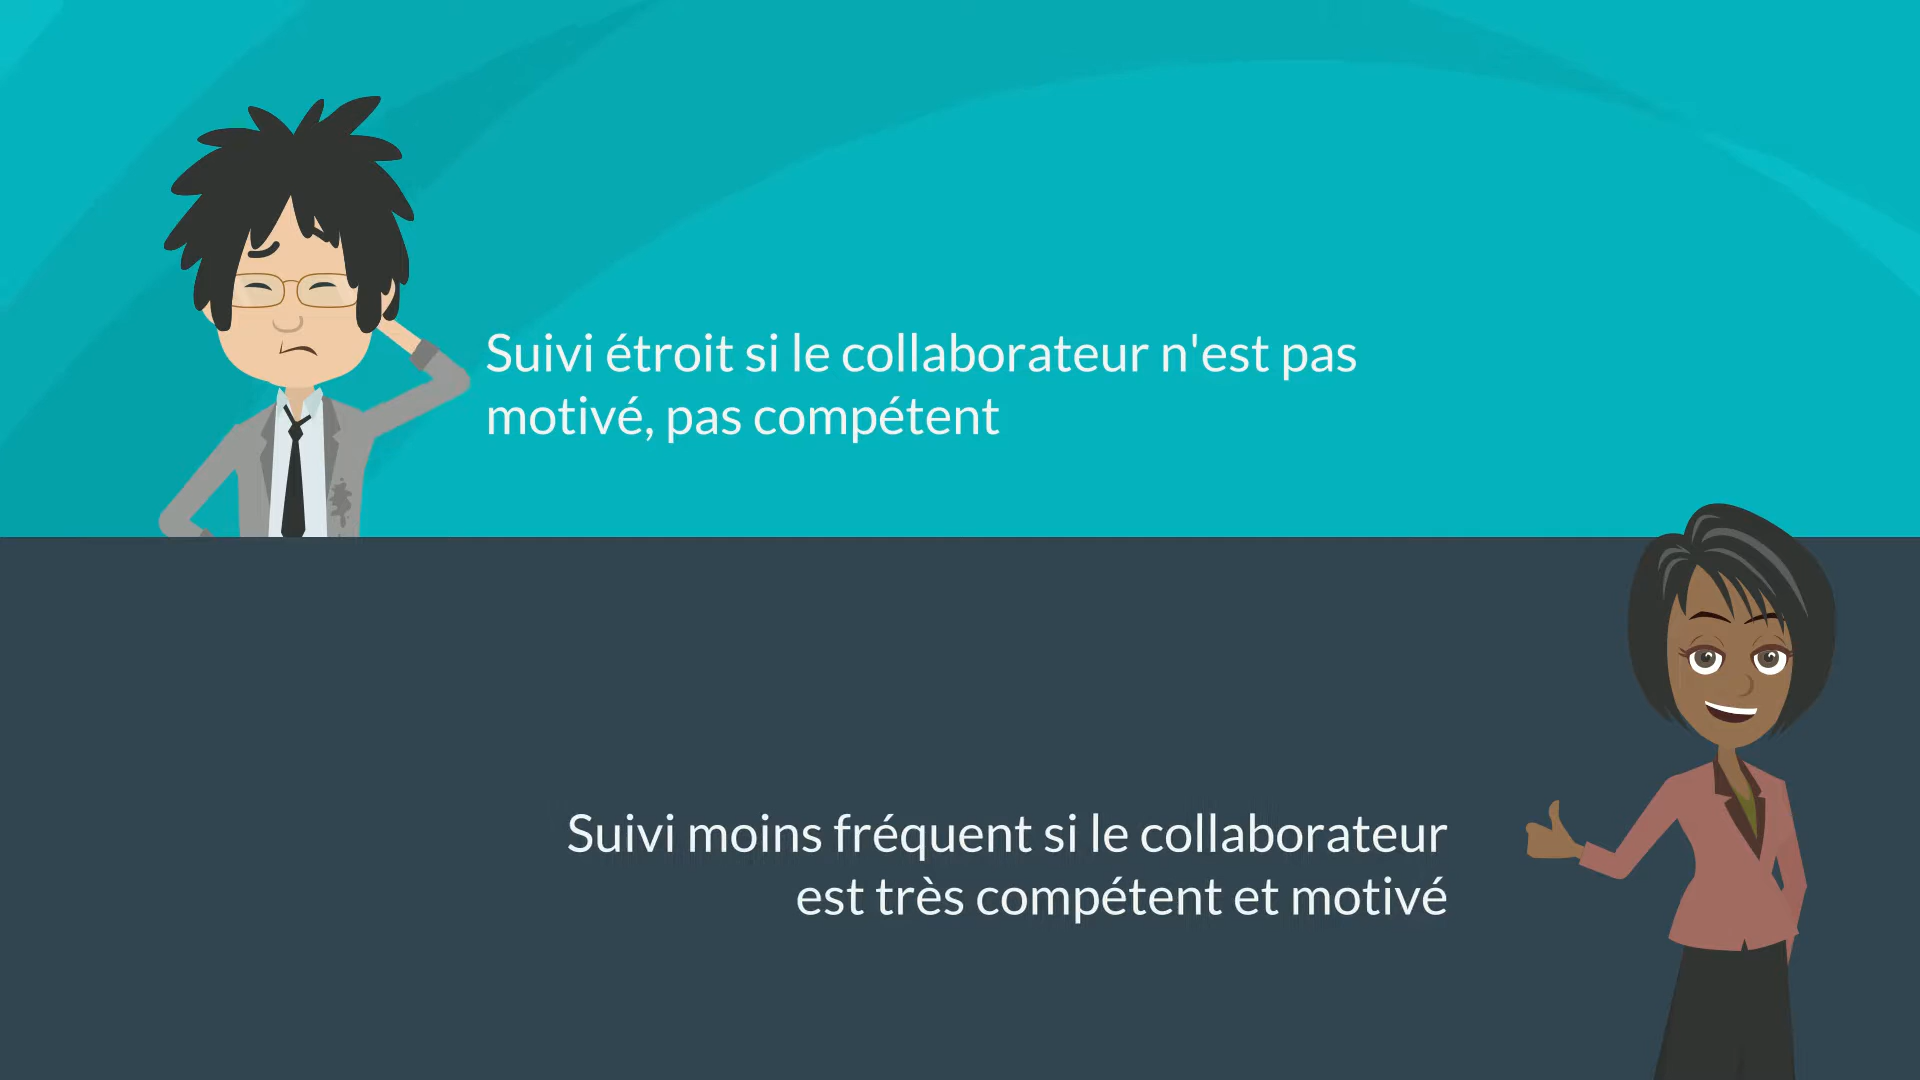 Suivi étroit si le collaborateur n'est pas
motivé, pas compétent
Suivi moins fréquent si le collaborateur
est très compétent et motivé